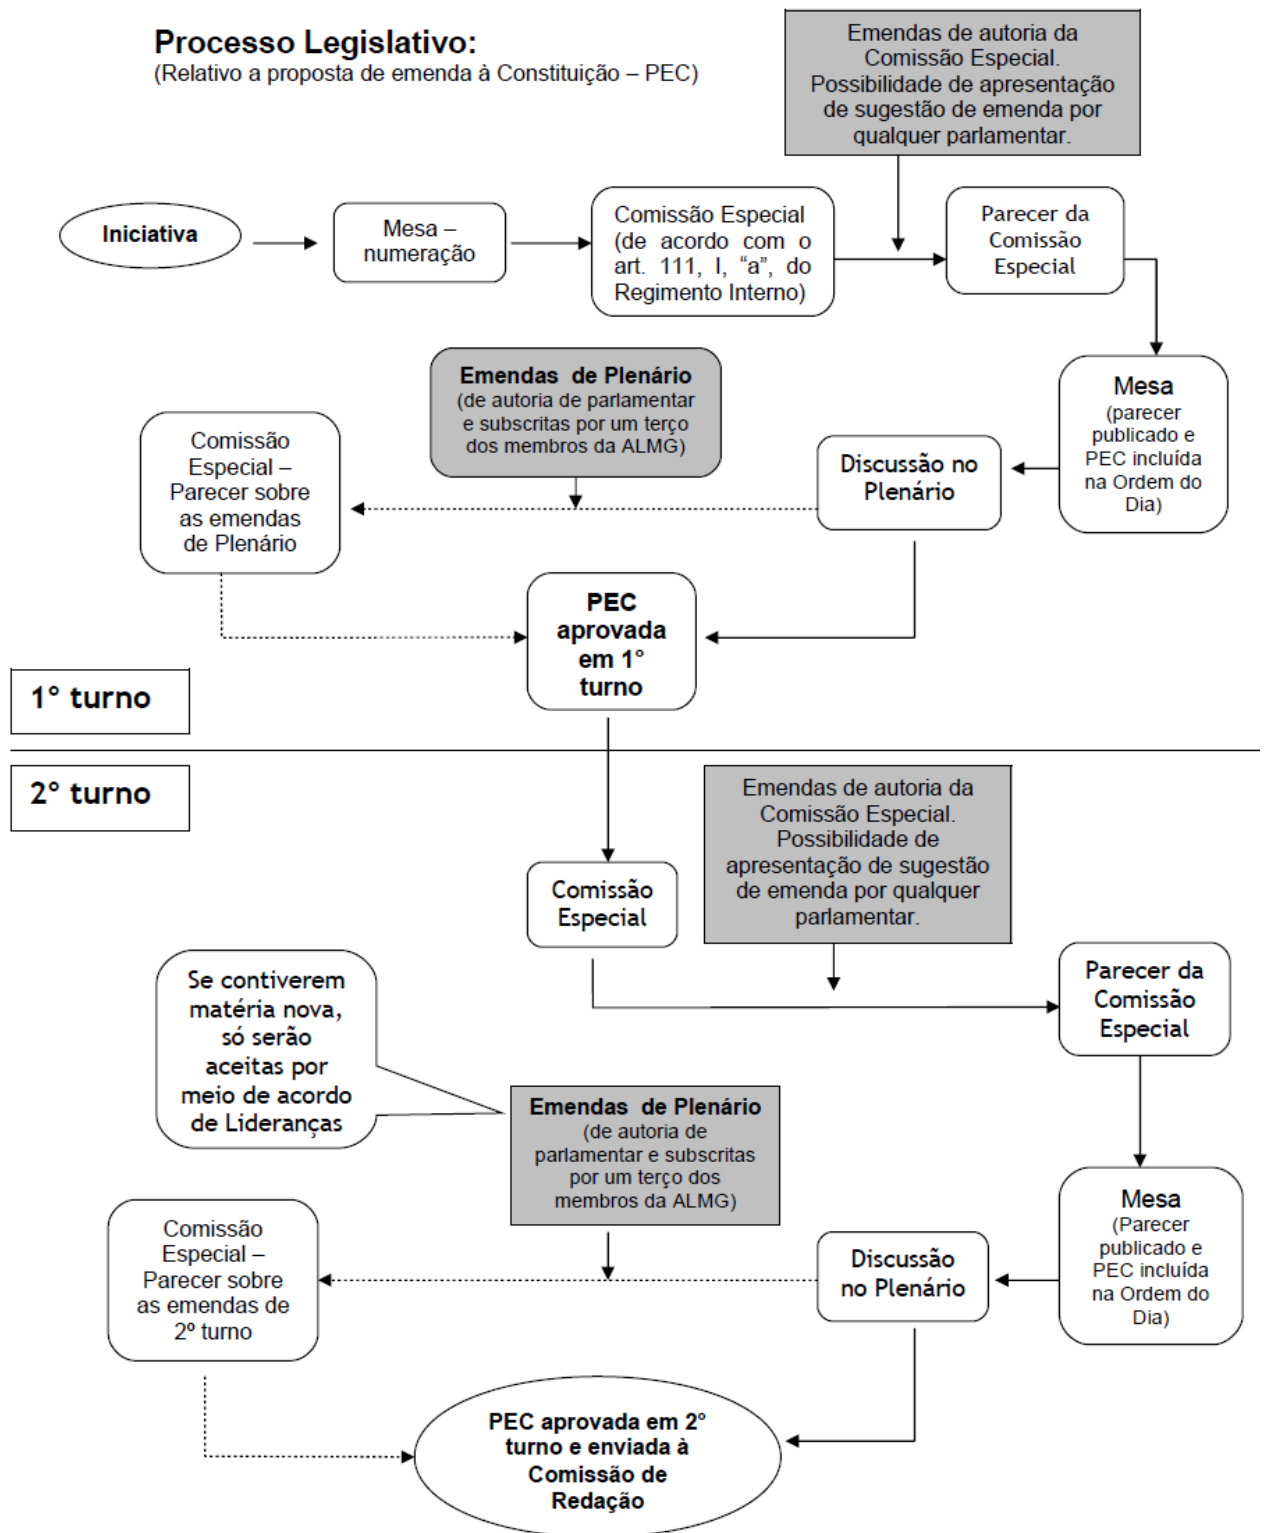 Processo Legislativo:
(Relativo a proposta de emenda à Constituição – PEC)
Emendas de autoria da
Comissão Especial.
Possibilidade de apresentação
de sugestão de emenda por
qualquer parlamentar.
Iniciativa
Mesa –
numeração
Comissão Especial
(de acordo com o
art. 111, I, “a”, do
Regimento Interno)
Parecer da
Comissão
Especial
Mesa
(parecer
publicado e
PEC incluída
na Ordem do
Dia)
Discussão no
Plenário
Emendas de Plenário
(de autoria de parlamentar
e subscritas por um terço
dos membros da ALMG)
Comissão
Especial –
Parecer sobre
as emendas
de Plenário
PEC
aprovada
em 1°
turno
1° turno
2° turno
Emendas de autoria da
Comissão Especial.
Possibilidade de
apresentação de sugestão
de emenda por qualquer
parlamentar.
Comissão
Especial
Parecer da
Comissão
Especial
Se contiverem
matéria nova,
só serão
aceitas por
meio de acordo
de Lideranças
Emendas de Plenário
(de autoria de
parlamentar e subscritas
por um terço dos
membros da ALMG)
Mesa
(Parecer
publicado e
PEC incluída
na Ordem do
Dia)
Discussão
no Plenário
Comissão
Especial –
Parecer sobre
as emendas de
2º turno
PEC aprovada em 2°
turno e enviada à
Comissão de
Redação